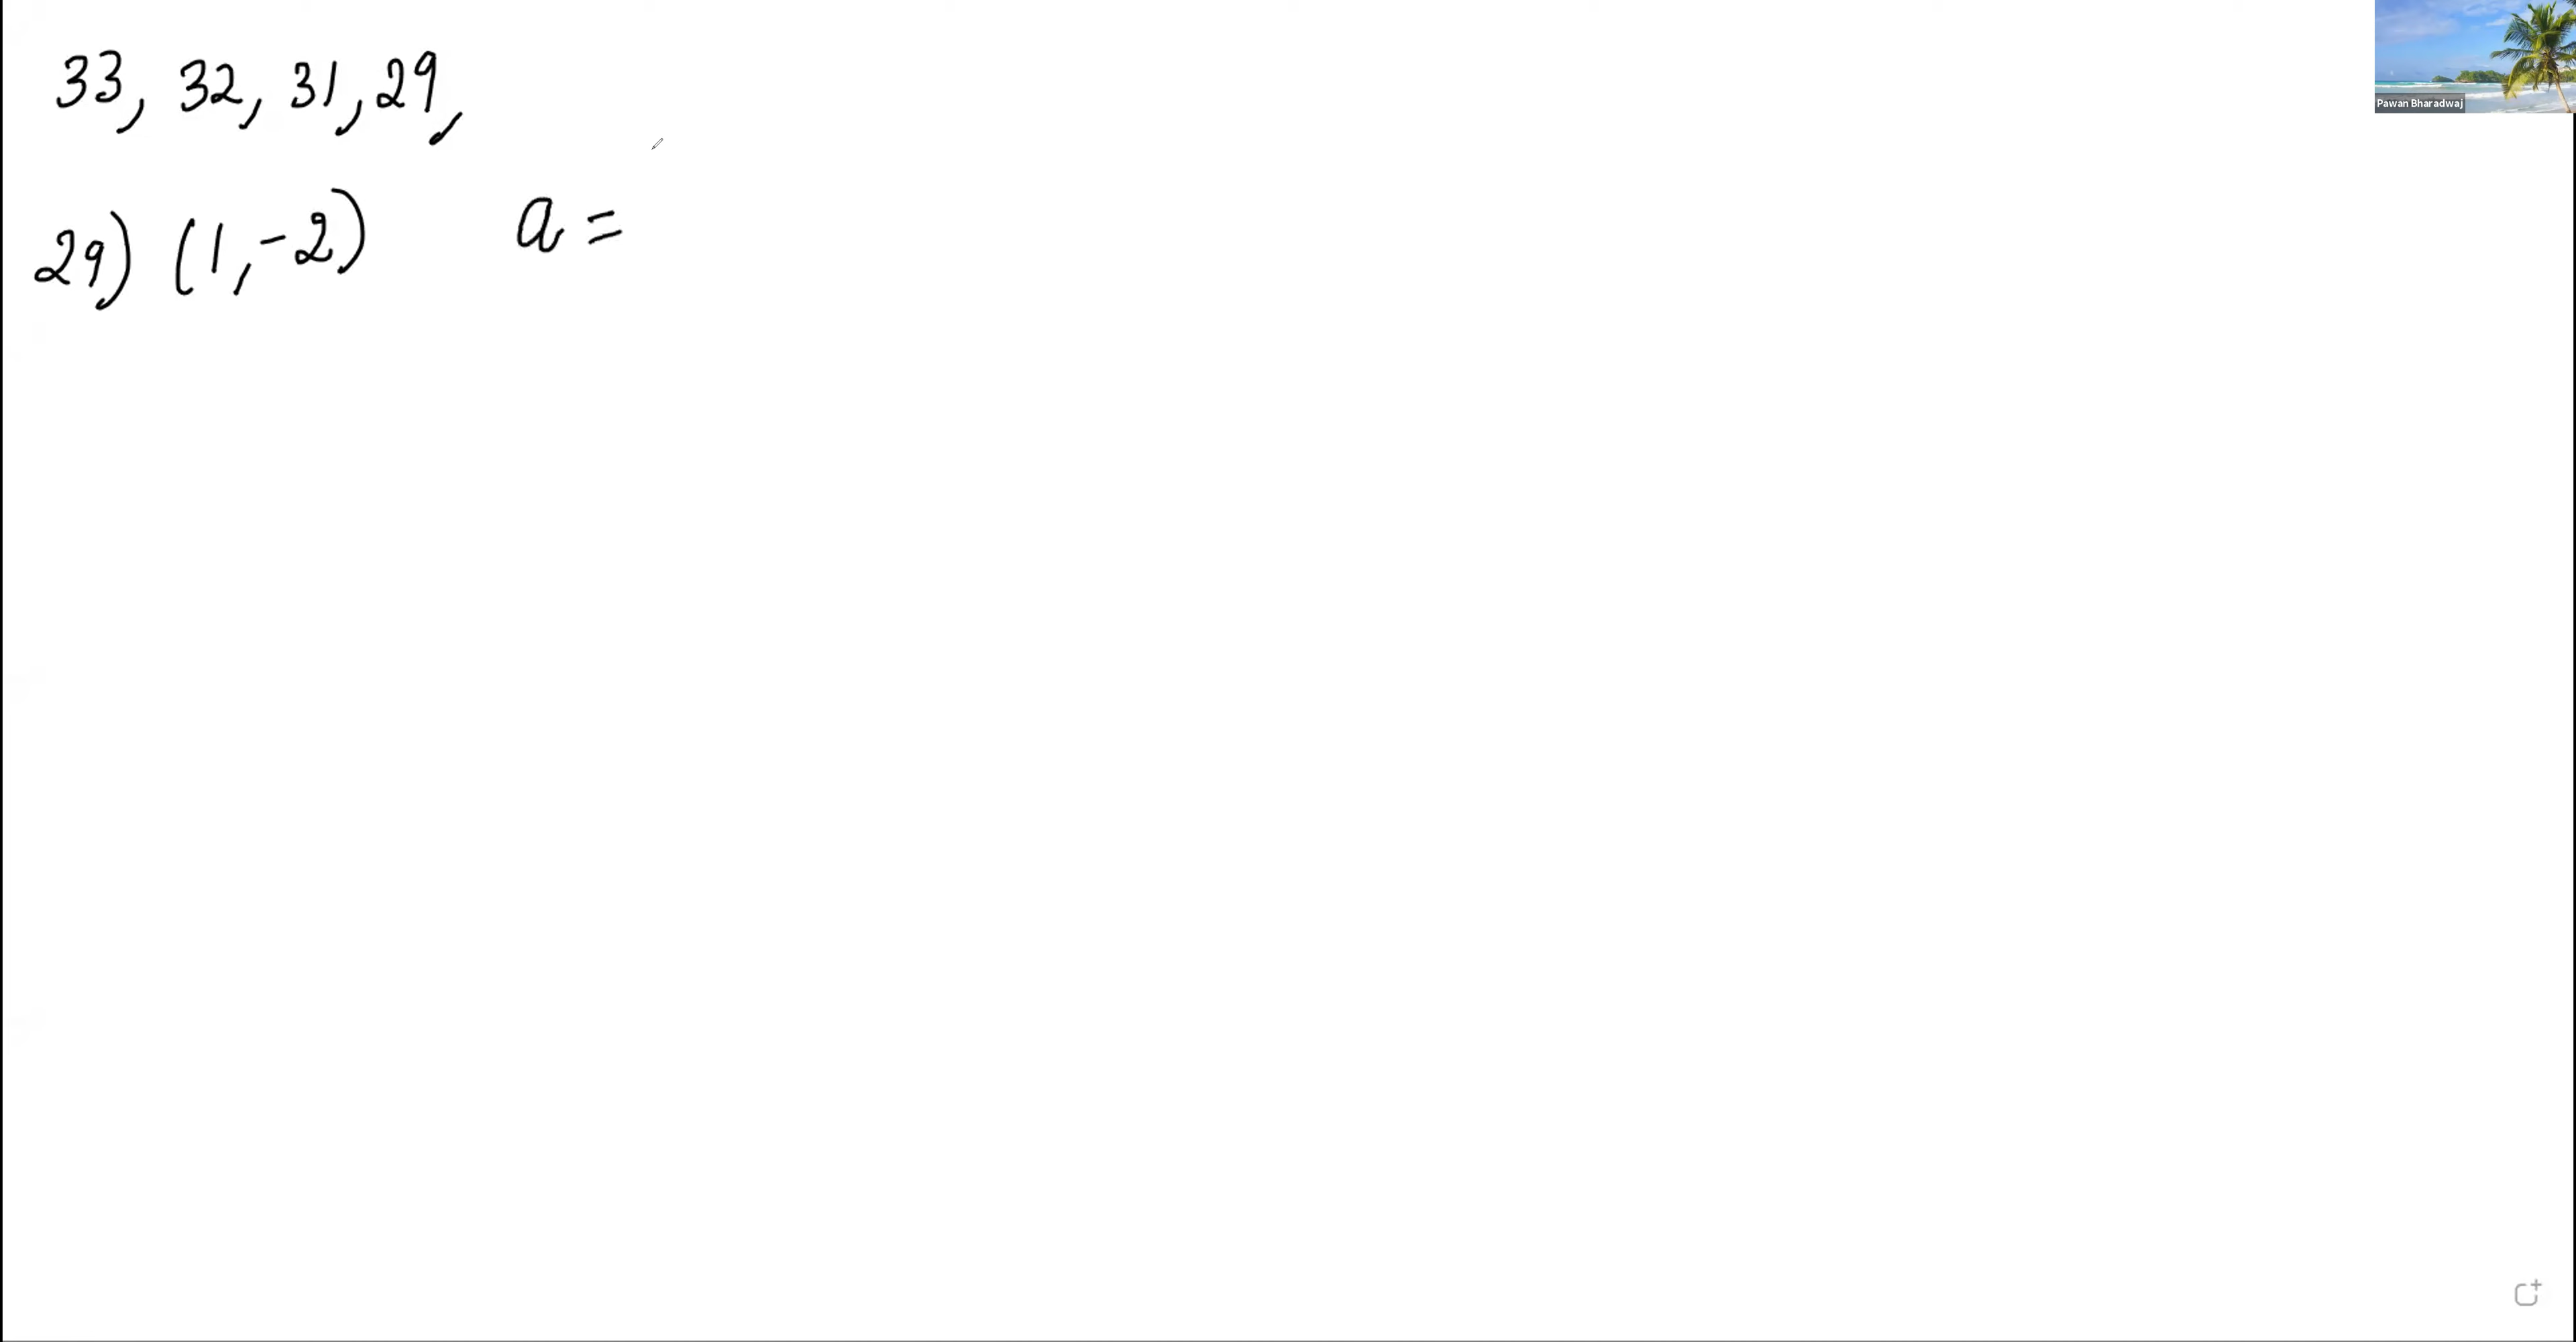 33, 32, 31, 29,
29) (1, -2) a =
Pawan Bharadwaj